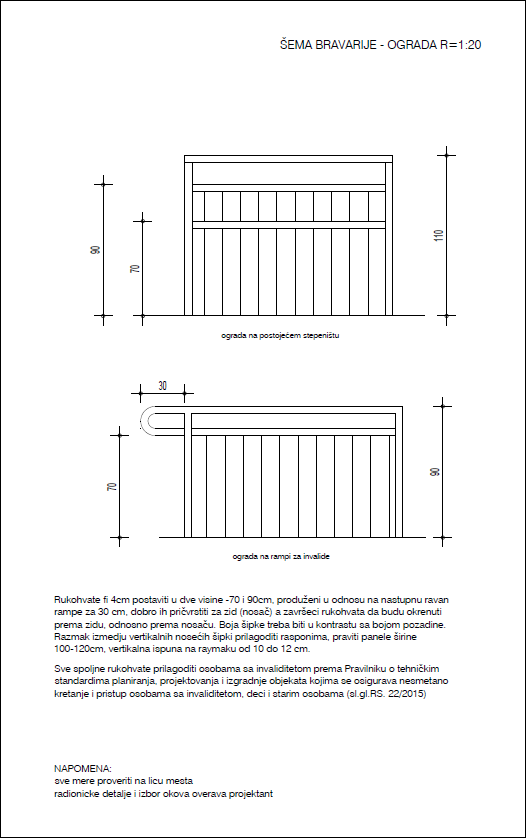 ŠEMA BRAVARIJE - OGRADA R=1:20
90
70
110
ograda na postojećem stepeništu
30
70
90
ograda na rampi za invalide
Rukohvate fi 4cm postaviti u dve visine -70 i 90cm, produženi u odnosu na nastupnu ravan
rampe za 30 cm, dobro ih pričvrstiti za zid (nosač) a završeci rukohvata da budu okrenuti
prema zidu, odnosno prema nosaču. Boja šipke treba biti u kontrastu sa bojom pozadine.
Razmak izmedju vertikalnih nosećih šipki prilagoditi rasponima, praviti panele širine
100-120cm, vertikalna ispuna na raymaku od 10 do 12 cm.
Sve spoljne rukohvate prilagoditi osobama sa invaliditetom prema Pravilniku o tehničkim
standardima planiranja, projektovanja i izgradnje objekata kojima se osigurava nesmetano
kretanje i pristup osobama sa invaliditetom, deci i starim osobama (sl.gl.RS. 22/2015)
NAPOMENA:
sve mere proveriti na licu mesta
radionicke detalje i izbor okova overava projektant